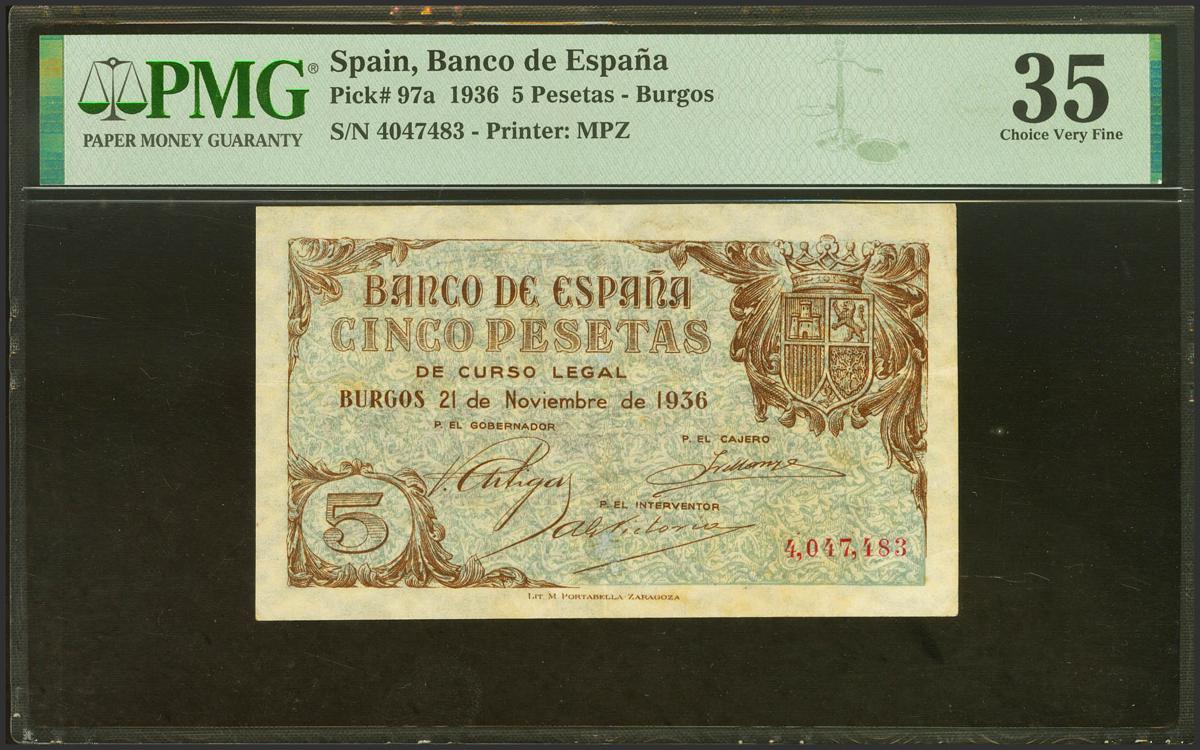 PMG®
PAPER MONEY GUARANTY
Spain, Banco de España
Pick# 97a 1936 5 Pesetas - Burgos
S/N 4047483 - Printer: MPZ
35
Choice Very Fine
BANCO DE ESPAÑA
CINCO PESETAS
DE CURSO LEGAL
BURGOS 21 de Noviembre de 1936
P. EL GOBERNADOR
P. EL CAJERO
P. EL INTERVENTOR
5
4,047,483
LIT. M. PORTABELLA-ZARAGOZA